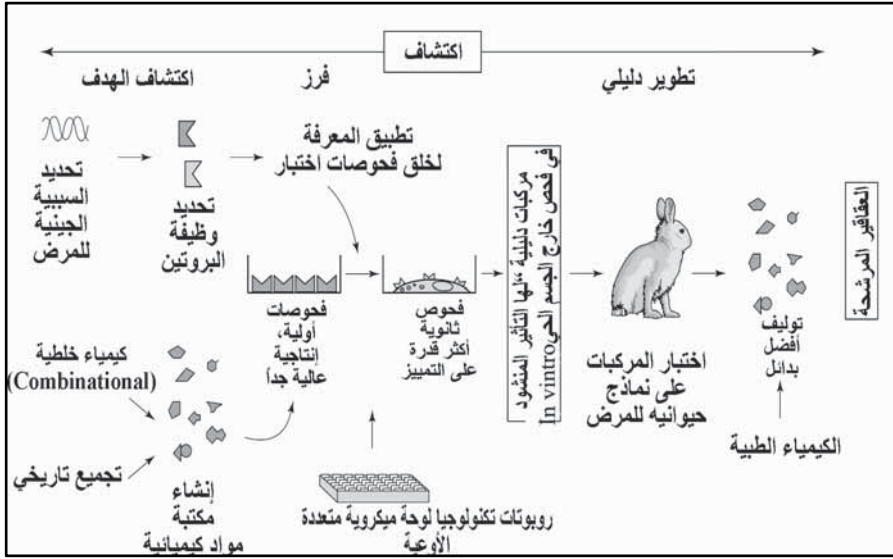 اكتشاف
اكتشاف الهدف
فرز
تطوير دليلي
تحديد
السببية
الجينية
للمرض
تحديد
وظيفة
البروتين
تطبيق المعرفة
لخلق فحوصات اختبار
فحوصات
أولية،
إنتاجية
عالية جداً
فحوص
ثانوية
أكثر قدرة
على التمييز
مركبات دليلية “لها التأثير المنشود
في فحص خارج الجسم الحي In vintro
اختبار المركبات
على نماذج
حيوانيه للمرض
توليف
أفضل
بدائل
العقاقير المرشحة
الكيمياء الطبية
كيمياء خلطية
(Combinational)
تجميع تاريخي
إنشاء
مكتبة
مواد كيميائية
روبوتات تكنولوجيا لوحة ميكروية متعددة
الأوعية